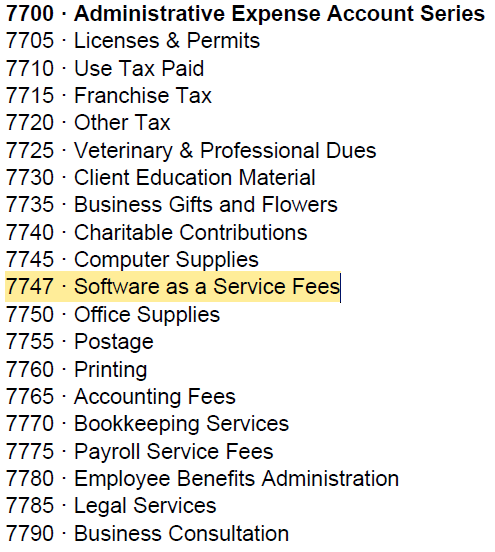 7700 · Administrative Expense Account Series
7705 · Licenses & Permits
7710 · Use Tax Paid
7715 · Franchise Tax
7720 · Other Tax
7725 · Veterinary & Professional Dues
7730 · Client Education Material
7735 · Business Gifts and Flowers
7740 · Charitable Contributions
7745 · Computer Supplies
7747 · Software as a Service Fees
7750 · Office Supplies
7755 · Postage
7760 · Printing
7765 · Accounting Fees
7770 · Bookkeeping Services
7775 · Payroll Service Fees
7780 · Employee Benefits Administration
7785 · Legal Services
7790 · Business Consultation